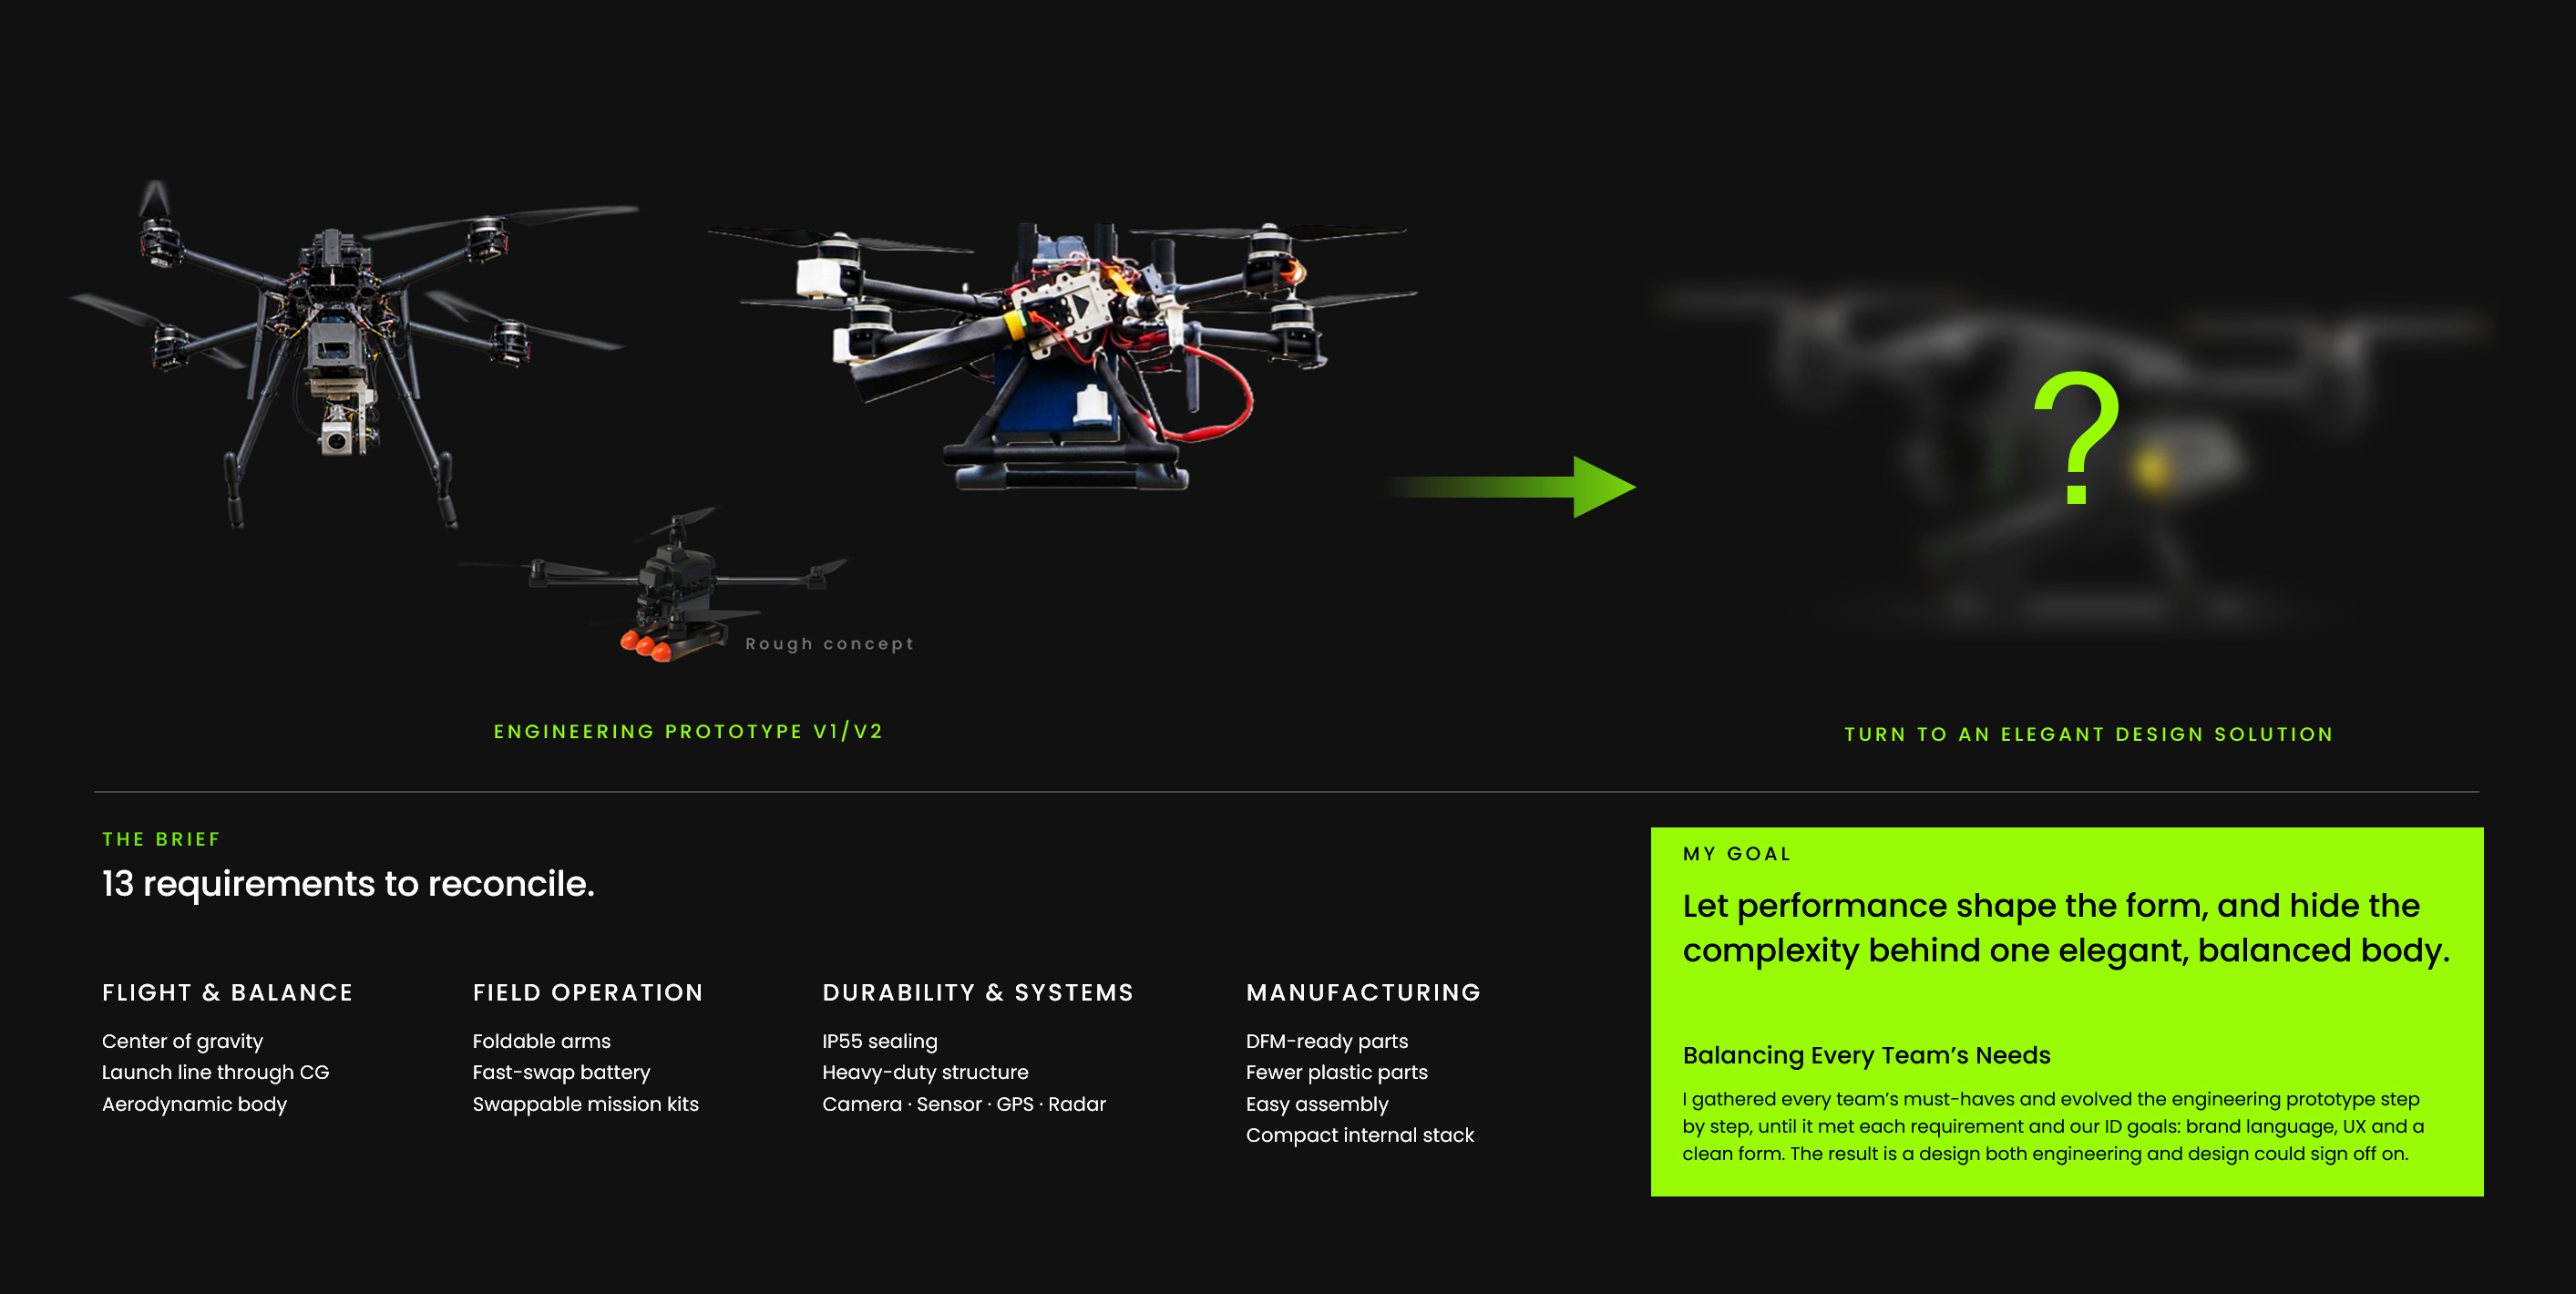 ?
Rough concept
ENGINEERING PROTOTYPE V1/V2
TURN TO AN ELEGANT DESIGN SOLUTION
THE BRIEF
13 requirements to reconcile.
FLIGHT & BALANCE
Center of gravity
Launch line through CG
Aerodynamic body
FIELD OPERATION
Foldable arms
Fast-swap battery
Swappable mission kits
DURABILITY & SYSTEMS
IP55 sealing
Heavy-duty structure
Camera · Sensor · GPS · Radar
MANUFACTURING
DFM-ready parts
Fewer plastic parts
Easy assembly
Compact internal stack
MY GOAL
Let performance shape the form, and hide the
complexity behind one elegant, balanced body.
Balancing Every Team’s Needs
I gathered every team’s must-haves and evolved the engineering prototype step
by step, until it met each requirement and our ID goals: brand language, UX and a
clean form. The result is a design both engineering and design could sign off on.